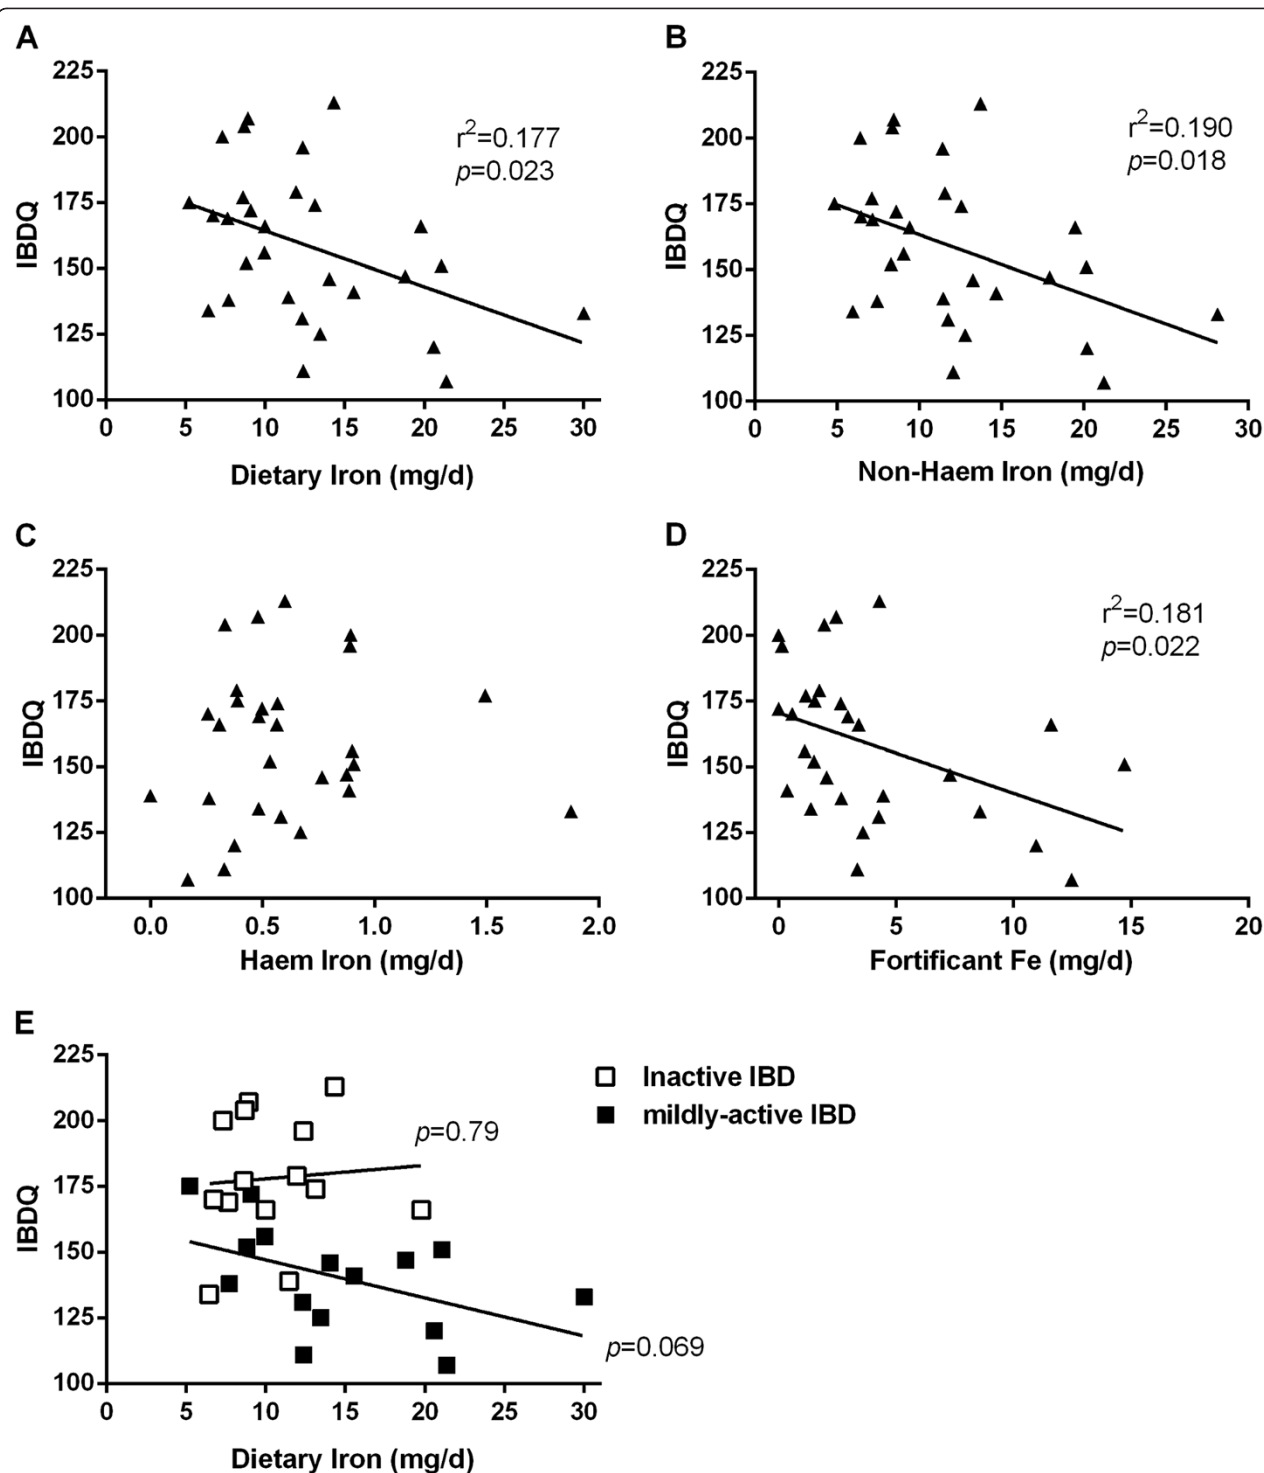 A
225
200
175
150
125
100
IBDQ
r²=0.177
p=0.023
0 5 10 15 20 25 30
Dietary Iron (mg/d)
B
225
200
175
150
125
100
IBDQ
r²=0.190
p=0.018
0 5 10 15 20 25 30
Non-Haem Iron (mg/d)
C
225
200
175
150
125
100
IBDQ
0.0 0.5 1.0 1.5 2.0
Haem Iron (mg/d)
D
225
200
175
150
125
100
IBDQ
r²=0.181
p=0.022
0 5 10 15 20
Fortificant Fe (mg/d)
E
225
200
175
150
125
100
IBDQ
Inactive IBD
mildly-active IBD
p=0.79
p=0.069
0 5 10 15 20 25 30
Dietary Iron (mg/d)